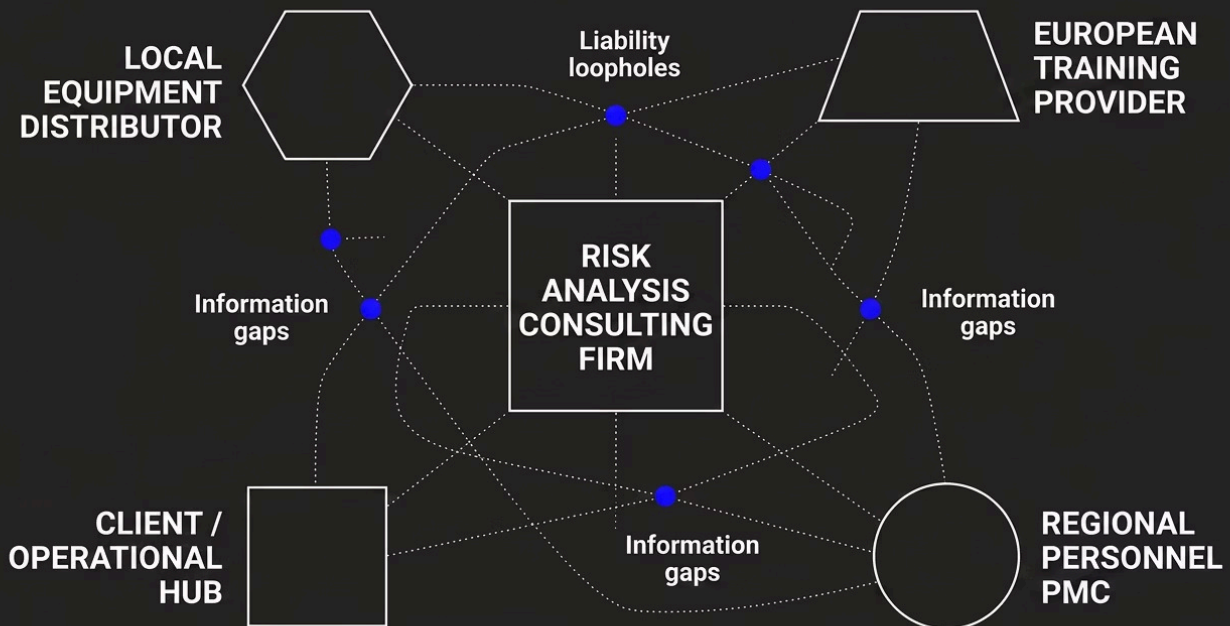 LOCAL
EQUIPMENT
DISTRIBUTOR
Liability
loopholes
EUROPEAN
TRAINING
PROVIDER
RISK
ANALYSIS
CONSULTING
FIRM
Information
gaps
Information
gaps
CLIENT /
OPERATIONAL
HUB
Information
gaps
REGIONAL
PERSONNEL
PMC